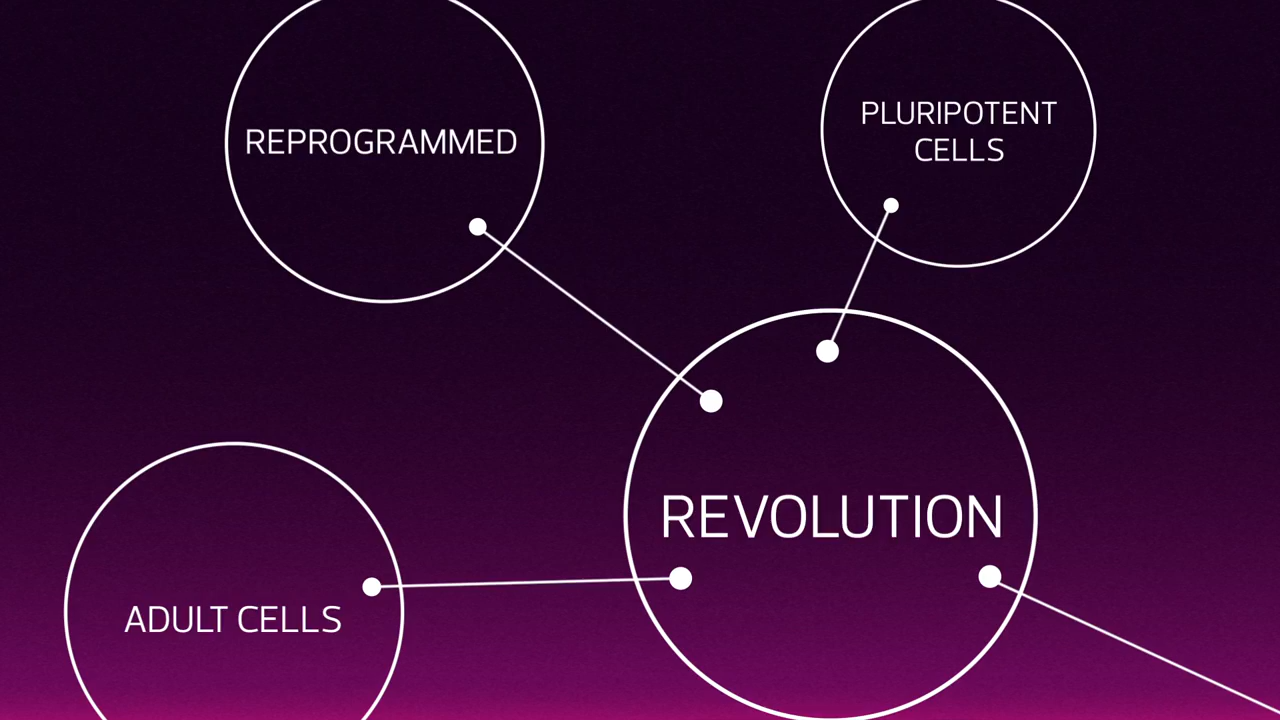 REPROGRAMMED
PLURIPOTENT
CELLS
REVOLUTION
ADULT CELLS